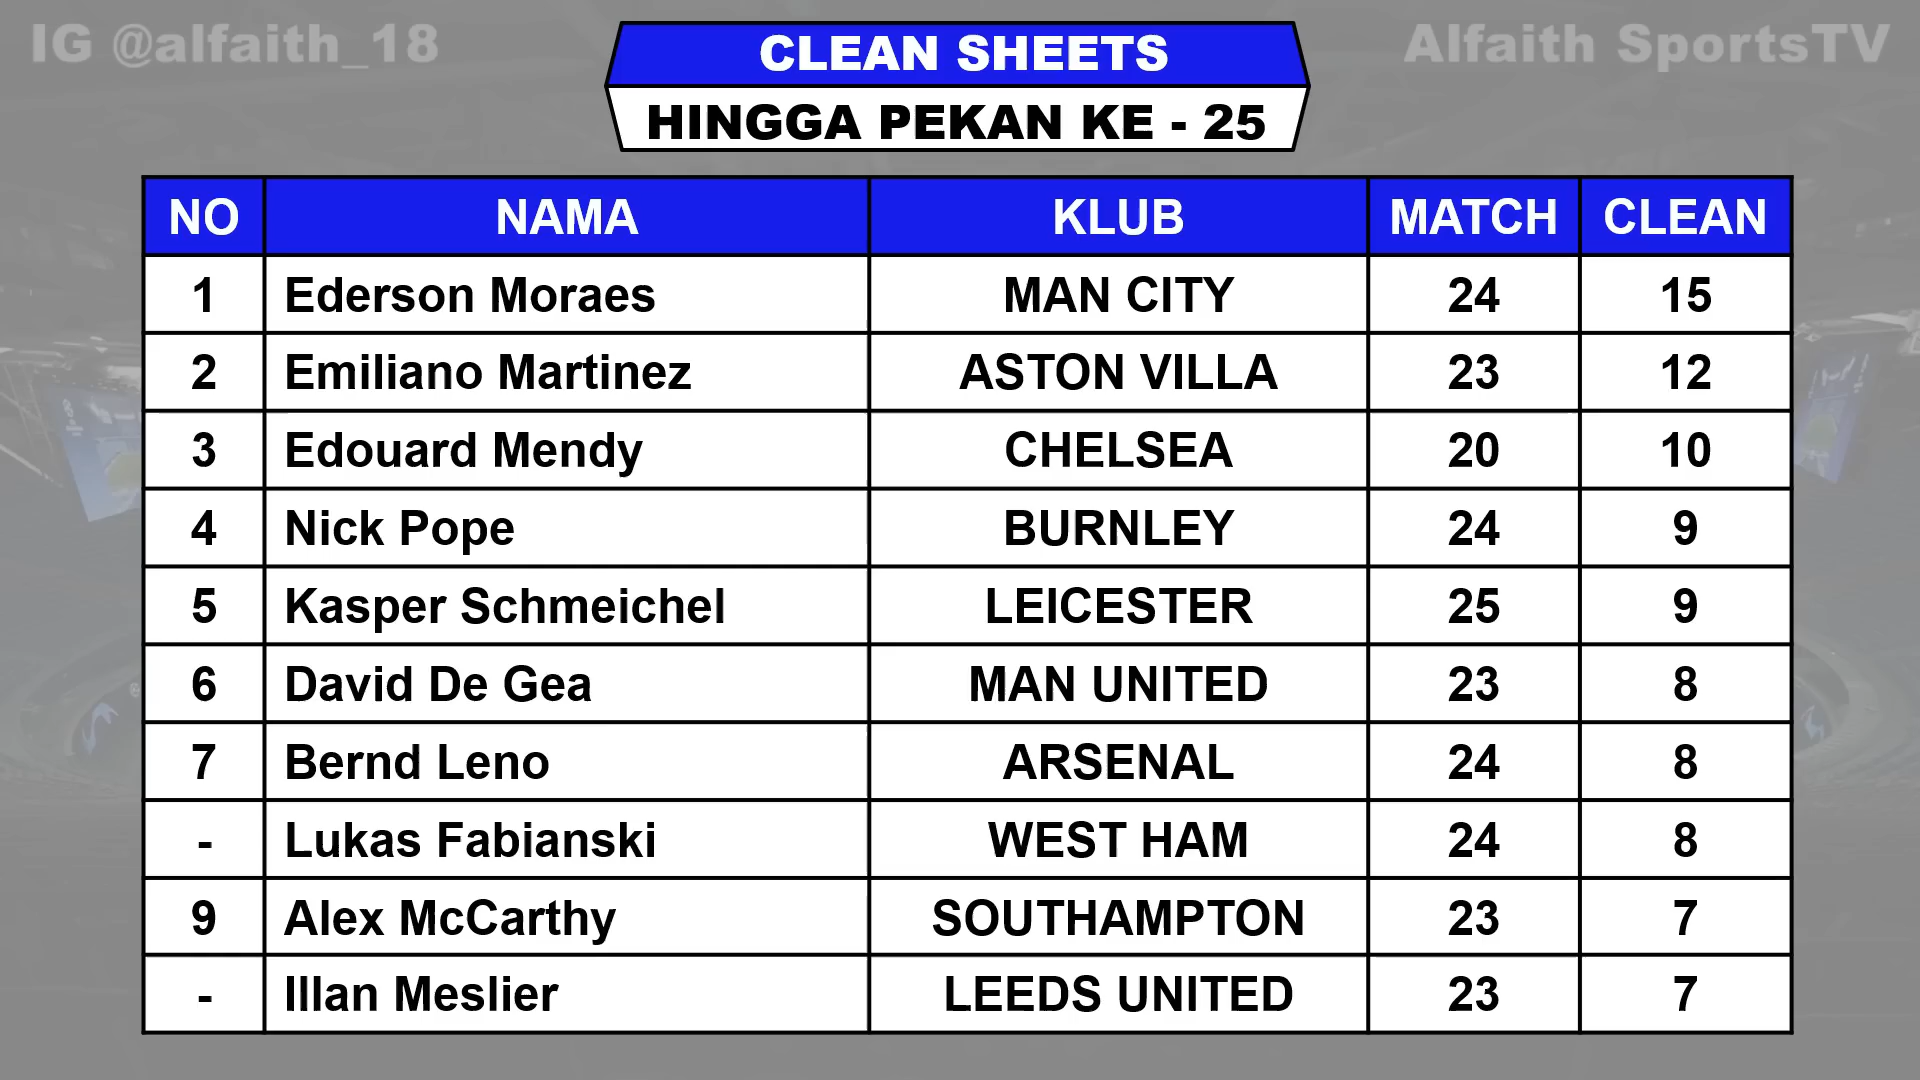 IG @alfaith_18
Alfaith SportsTV
CLEAN SHEETS
HINGGA PEKAN KE - 25
NO NAMA KLUB MATCH CLEAN
1 Ederson Moraes MAN CITY 24 15
2 Emiliano Martinez ASTON VILLA 23 12
3 Edouard Mendy CHELSEA 20 10
4 Nick Pope BURNLEY 24 9
5 Kasper Schmeichel LEICESTER 25 9
6 David De Gea MAN UNITED 23 8
7 Bernd Leno ARSENAL 24 8
- Lukas Fabianski WEST HAM 24 8
9 Alex McCarthy SOUTHAMPTON 23 7
- Illan Meslier LEEDS UNITED 23 7